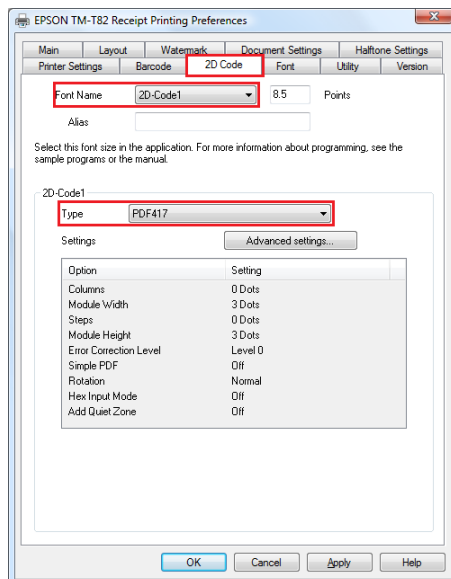 EPSON TM-T82 Receipt Printing Preferences
Main Layout Watermark Document Settings Halftone Settings
Printer Settings Barcode 2D Code Font Utility Version
Font Name 2D-Code1 8.5 Points
Alias
Select this font size in the application. For more information about programming, see the
sample programs or the manual.
2D-Code1
Type PDF417
Settings Advanced settings...
Option Setting
Columns 0 Dots
Module Width 3 Dots
Steps 0 Dots
Module Height 3 Dots
Error Correction Level Level 0
Simple PDF Off
Rotation Normal
Hex Input Mode Off
Add Quiet Zone Off
OK Cancel Apply Help